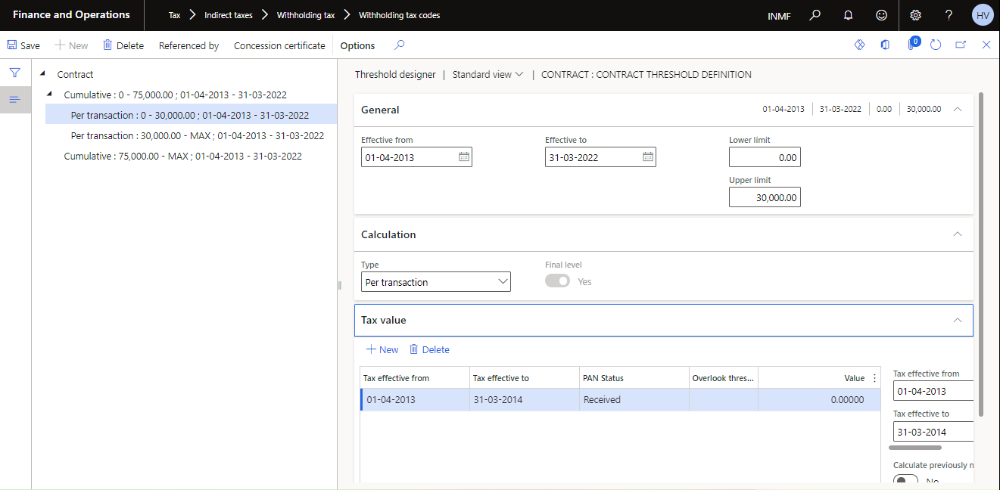 Finance and Operations
Tax > Indirect taxes > Withholding tax > Withholding tax codes
INMF
? HV
Save
New
Delete
Referenced by
Concession certificate
Options
0
Contract
Cumulative : 0 - 75,000.00 ; 01-04-2013 - 31-03-2022
Per transaction : 0 - 30,000.00 ; 01-04-2013 - 31-03-2022
Per transaction : 30,000.00 - MAX ; 01-04-2013 - 31-03-2022
Cumulative : 75,000.00 - MAX ; 01-04-2013 - 31-03-2022
Threshold designer | Standard view | CONTRACT : CONTRACT THRESHOLD DEFINITION
General
01-04-2013 31-03-2022 0.00 30,000.00
Effective from
01-04-2013
Effective to
31-03-2022
Lower limit
0.00
Upper limit
30,000.00
Calculation
Type
Per transaction
Final level
Yes
Tax value
New
Delete
Tax effective from Tax effective to PAN Status Overlook thres... Value
01-04-2013 31-03-2014 Received 0.00000
Tax effective from
01-04-2013
Tax effective to
31-03-2014
Calculate previously
No